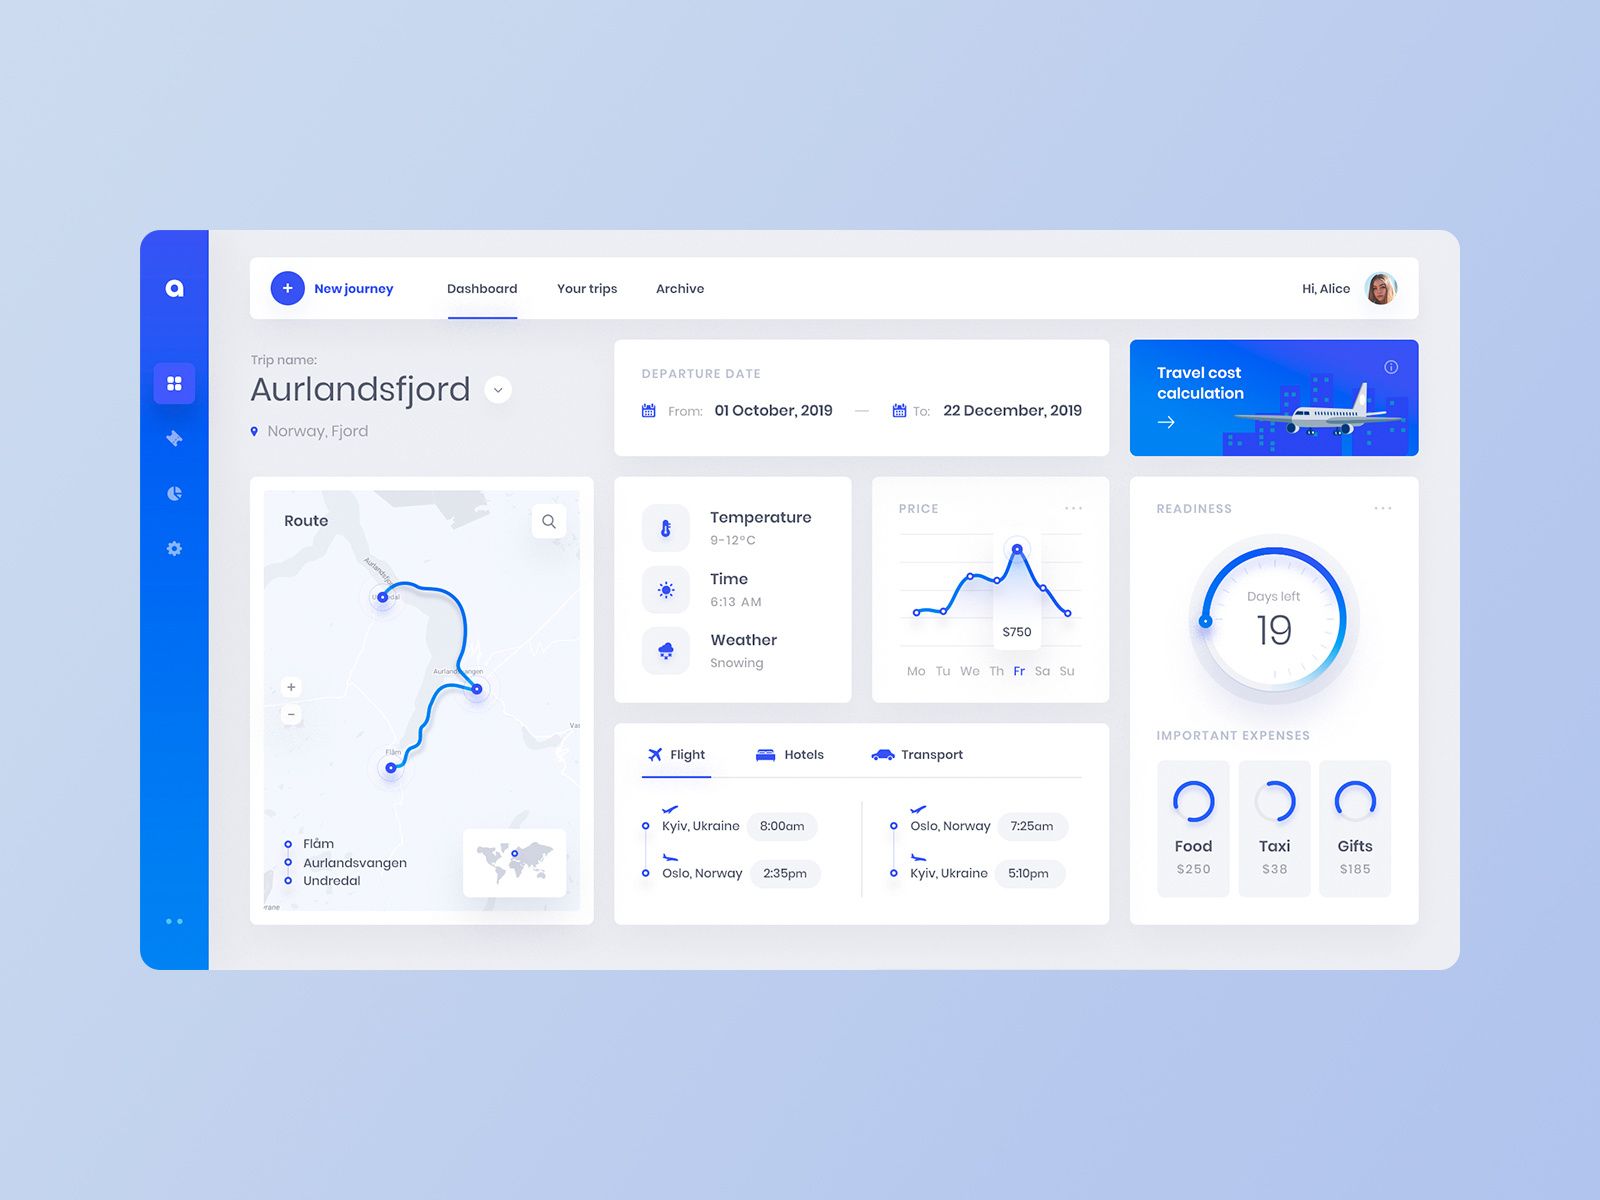 a
New journey
Dashboard
Your trips
Archive
Hi, Alice
Trip name:
Aurlandsfjord
Norway, Fjord
DEPARTURE DATE
From: 01 October, 2019 — To: 22 December, 2019
Travel cost
calculation
Route
Aurlandsfjord
Undredal
Aurlandsvangen
Flåm
+
−
Flåm
Aurlandsvangen
Undredal
Temperature
9-12°C
Time
6:13 AM
Weather
Snowing
PRICE
$750
Mo Tu We Th Fr Sa Su
READINESS
Days left
19
IMPORTANT EXPENSES
Food
$250
Taxi
$38
Gifts
$185
Flight
Hotels
Transport
Kyiv, Ukraine 8:00am
Oslo, Norway 2:35pm
Oslo, Norway 7:25am
Kyiv, Ukraine 5:10pm